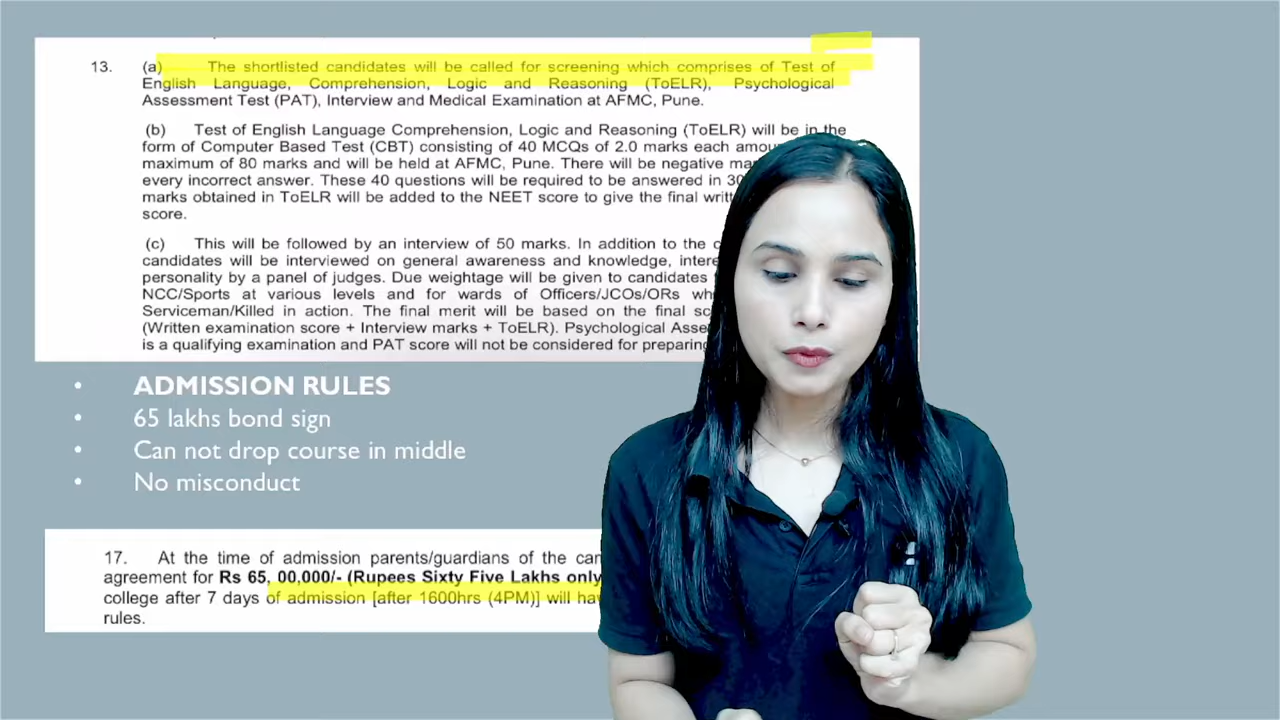 13. (a) The shortlisted candidates will be called for screening which comprises of Test of
English Language, Comprehension, Logic and Reasoning (ToELR), Psychological
Assessment Test (PAT), Interview and Medical Examination at AFMC, Pune.
(b) Test of English Language Comprehension, Logic and Reasoning (ToELR) will be in the
form of Computer Based Test (CBT) consisting of 40 MCQs of 2.0 marks each
maximum of 80 marks and will be held at AFMC, Pune. There will be negative
every incorrect answer. These 40 questions will be required to be answered in 30
marks obtained in ToELR will be added to the NEET score to give the final
score.
(c) This will be followed by an interview of 50 marks. In addition to the
candidates will be interviewed on general awareness and knowledge,
personality by a panel of judges. Due weightage will be given to candidates
NCC/Sports at various levels and for wards of Officers/JCOs/ORs
Serviceman/Killed in action. The final merit will be based on the final
(Written examination score + Interview marks + ToELR). Psychological
is a qualifying examination and PAT score will not be considered for
• ADMISSION RULES
• 65 lakhs bond sign
• Can not drop course in middle
• No misconduct
17. At the time of admission parents/guardians of the
agreement for Rs 65, 00,000/- (Rupees Sixty Five Lakhs only
college after 7 days of admission [after 1600hrs (4PM)] will
rules.